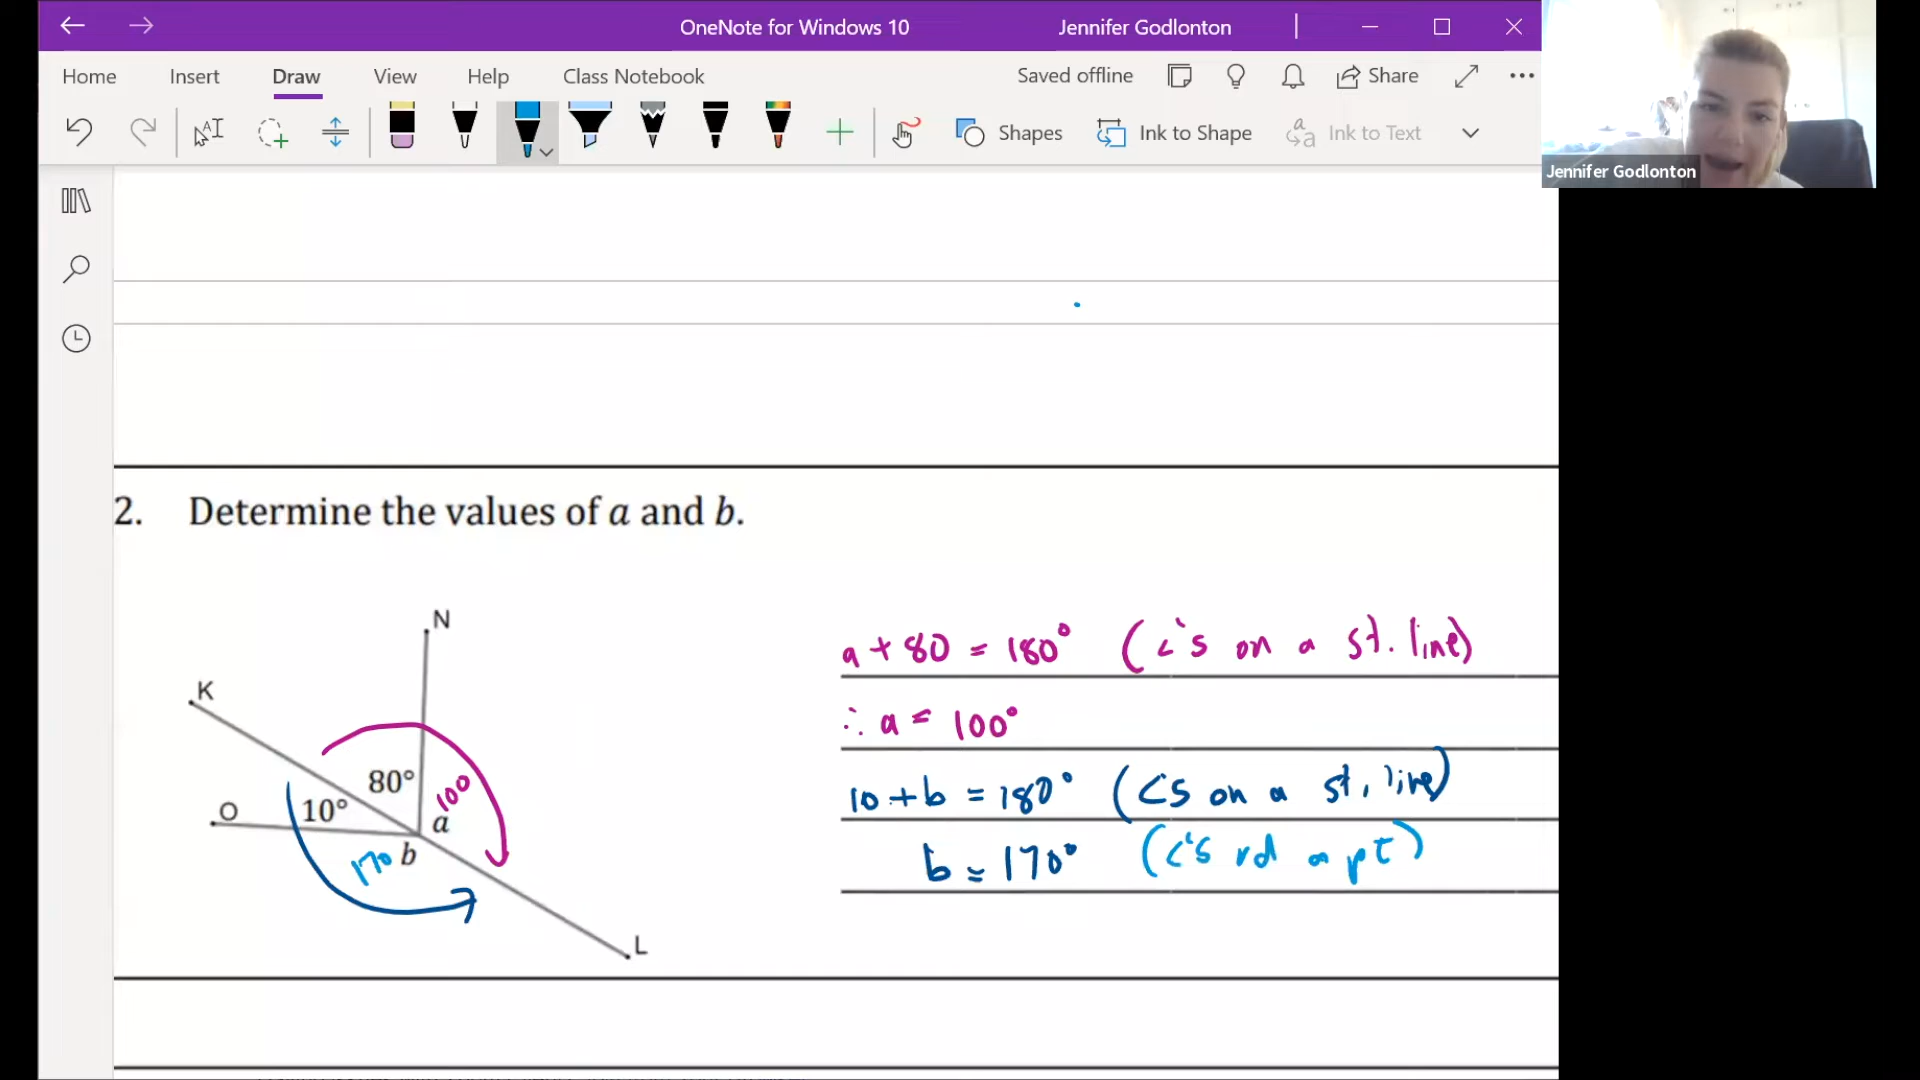 OneNote for Windows 10 Jennifer Godlonton
Home Insert Draw View Help Class Notebook Saved offline Share
Shapes Ink to Shape Ink to Text
Jennifer Godlonton
2. Determine the values of a and b.
N
K
80°
100
O
10°
a
170 b
L
a + 80 = 180° (<'s on a st. line)
∴ a = 100°
10 + b = 180° (<s on a st. line)
b = 170° (<'s rd a pt)